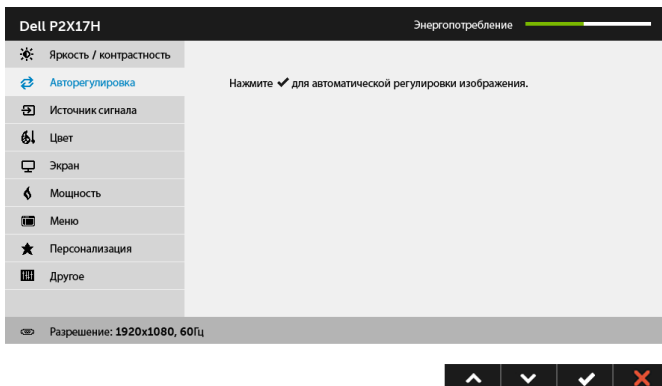 Dell P2X17H
Энергопотребление
Яркость / контрастность
Авторегулировка
Нажмите ✔ для автоматической регулировки изображения.
Источник сигнала
Цвет
Экран
Мощность
Меню
Персонализация
Другое
Разрешение: 1920x1080, 60Гц